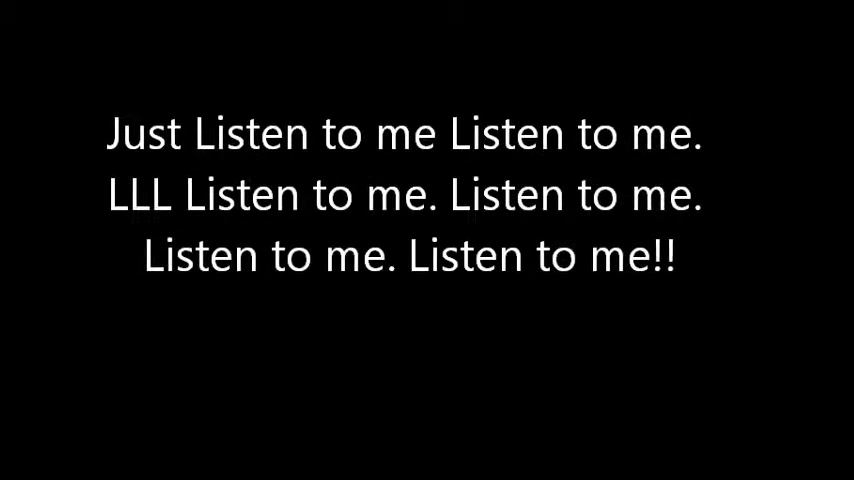 Just Listen to me Listen to me.
LLL Listen to me. Listen to me.
Listen to me. Listen to me!!